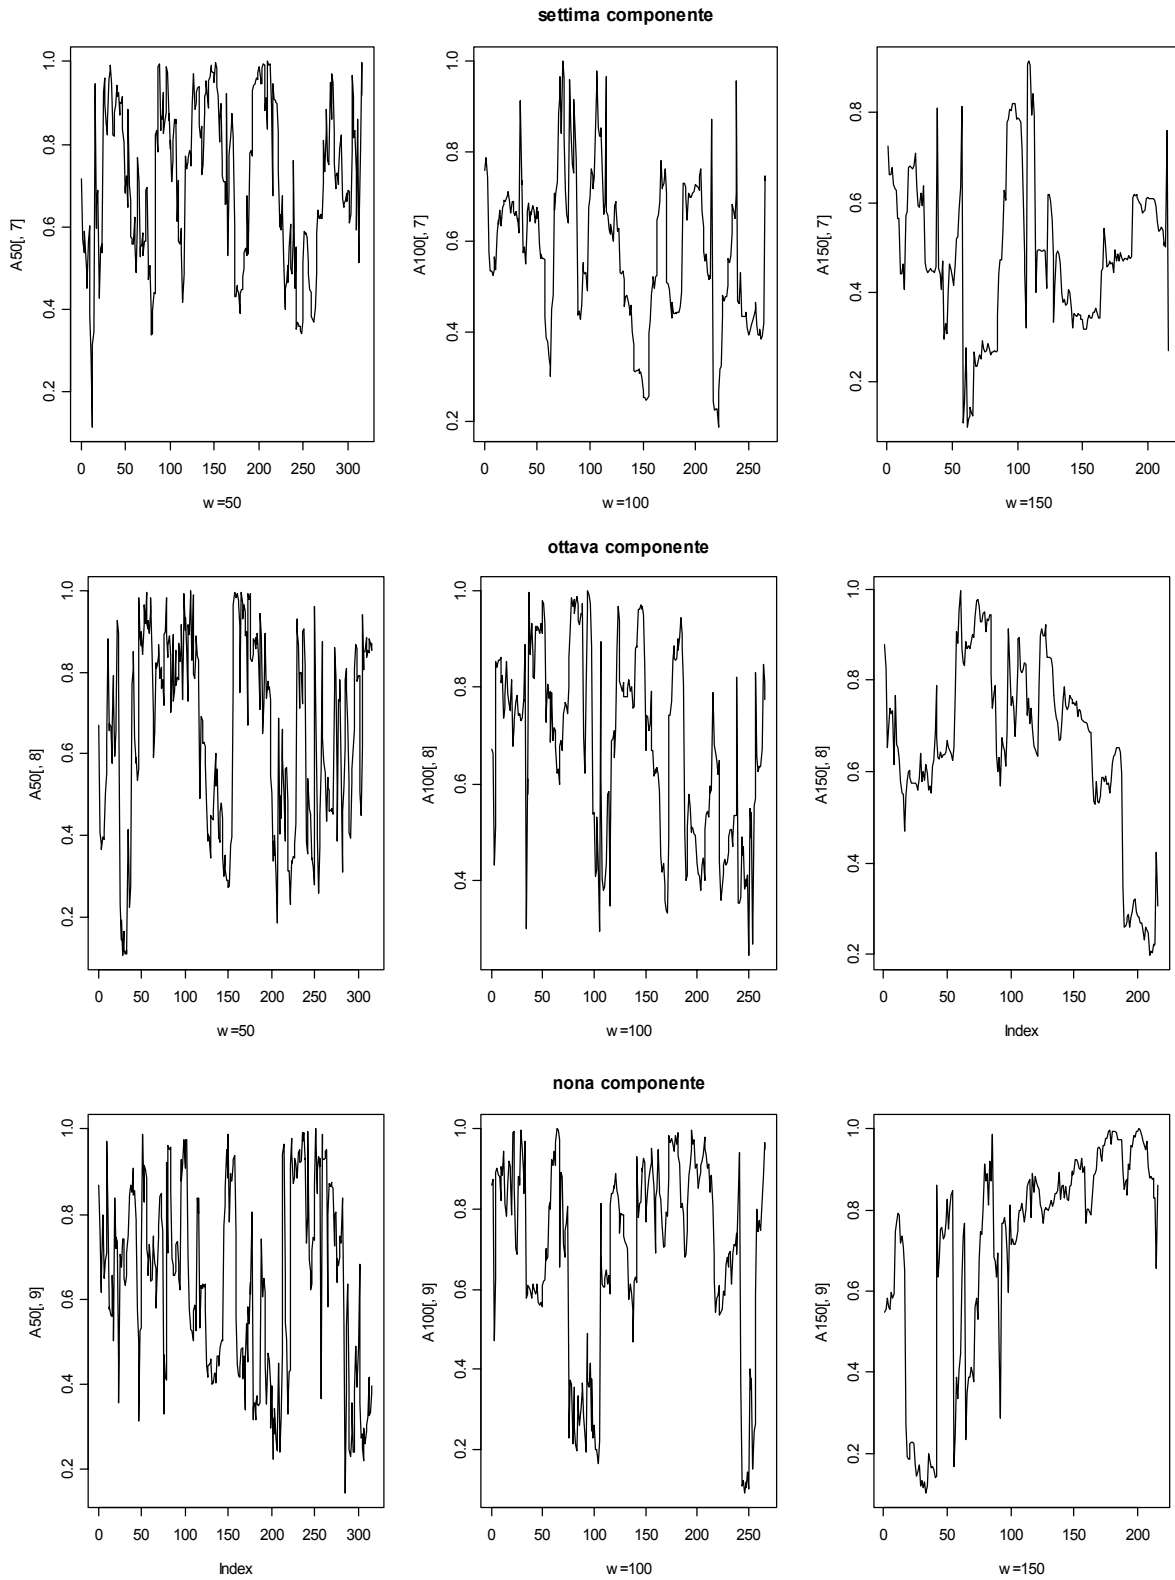 settima componente
A50[, 7]
0.2 0.4 0.6 0.8 1.0
0 50 100 150 200 250 300
w=50
A100[, 7]
0.2 0.4 0.6 0.8 1.0
0 50 100 150 200 250
w=100
A150[, 7]
0.2 0.4 0.6 0.8
0 50 100 150 200
w=150
ottava componente
A50[, 8]
0.2 0.4 0.6 0.8 1.0
0 50 100 150 200 250 300
w=50
A100[, 8]
0.4 0.6 0.8 1.0
0 50 100 150 200 250
w=100
A150[, 8]
0.2 0.4 0.6 0.8 1.0
0 50 100 150 200
Index
nona componente
A50[, 9]
0.2 0.4 0.6 0.8 1.0
0 50 100 150 200 250 300
Index
A100[, 9]
0.2 0.4 0.6 0.8 1.0
0 50 100 150 200 250
w=100
A150[, 9]
0.2 0.4 0.6 0.8 1.0
0 50 100 150 200
w=150